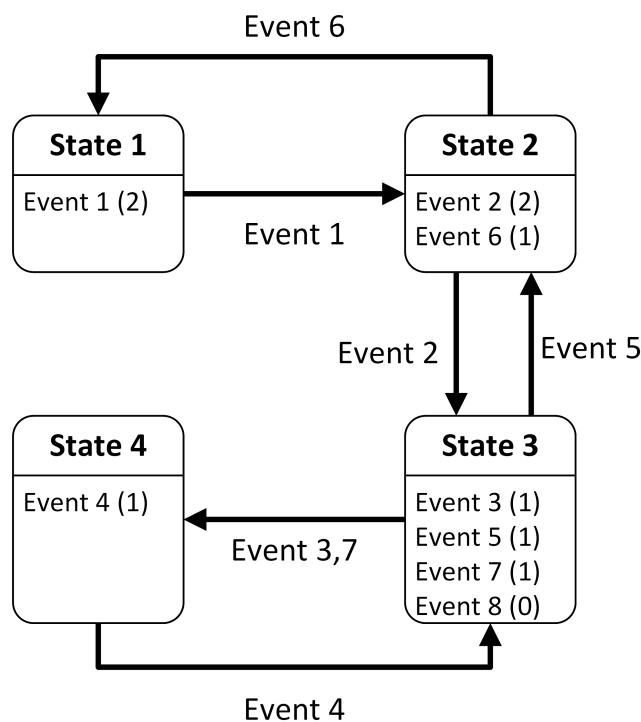 Event 6
State 1
Event 1 (2)
Event 1
State 2
Event 2 (2)
Event 6 (1)
Event 2
Event 5
State 4
Event 4 (1)
Event 3,7
State 3
Event 3 (1)
Event 5 (1)
Event 7 (1)
Event 8 (0)
Event 4